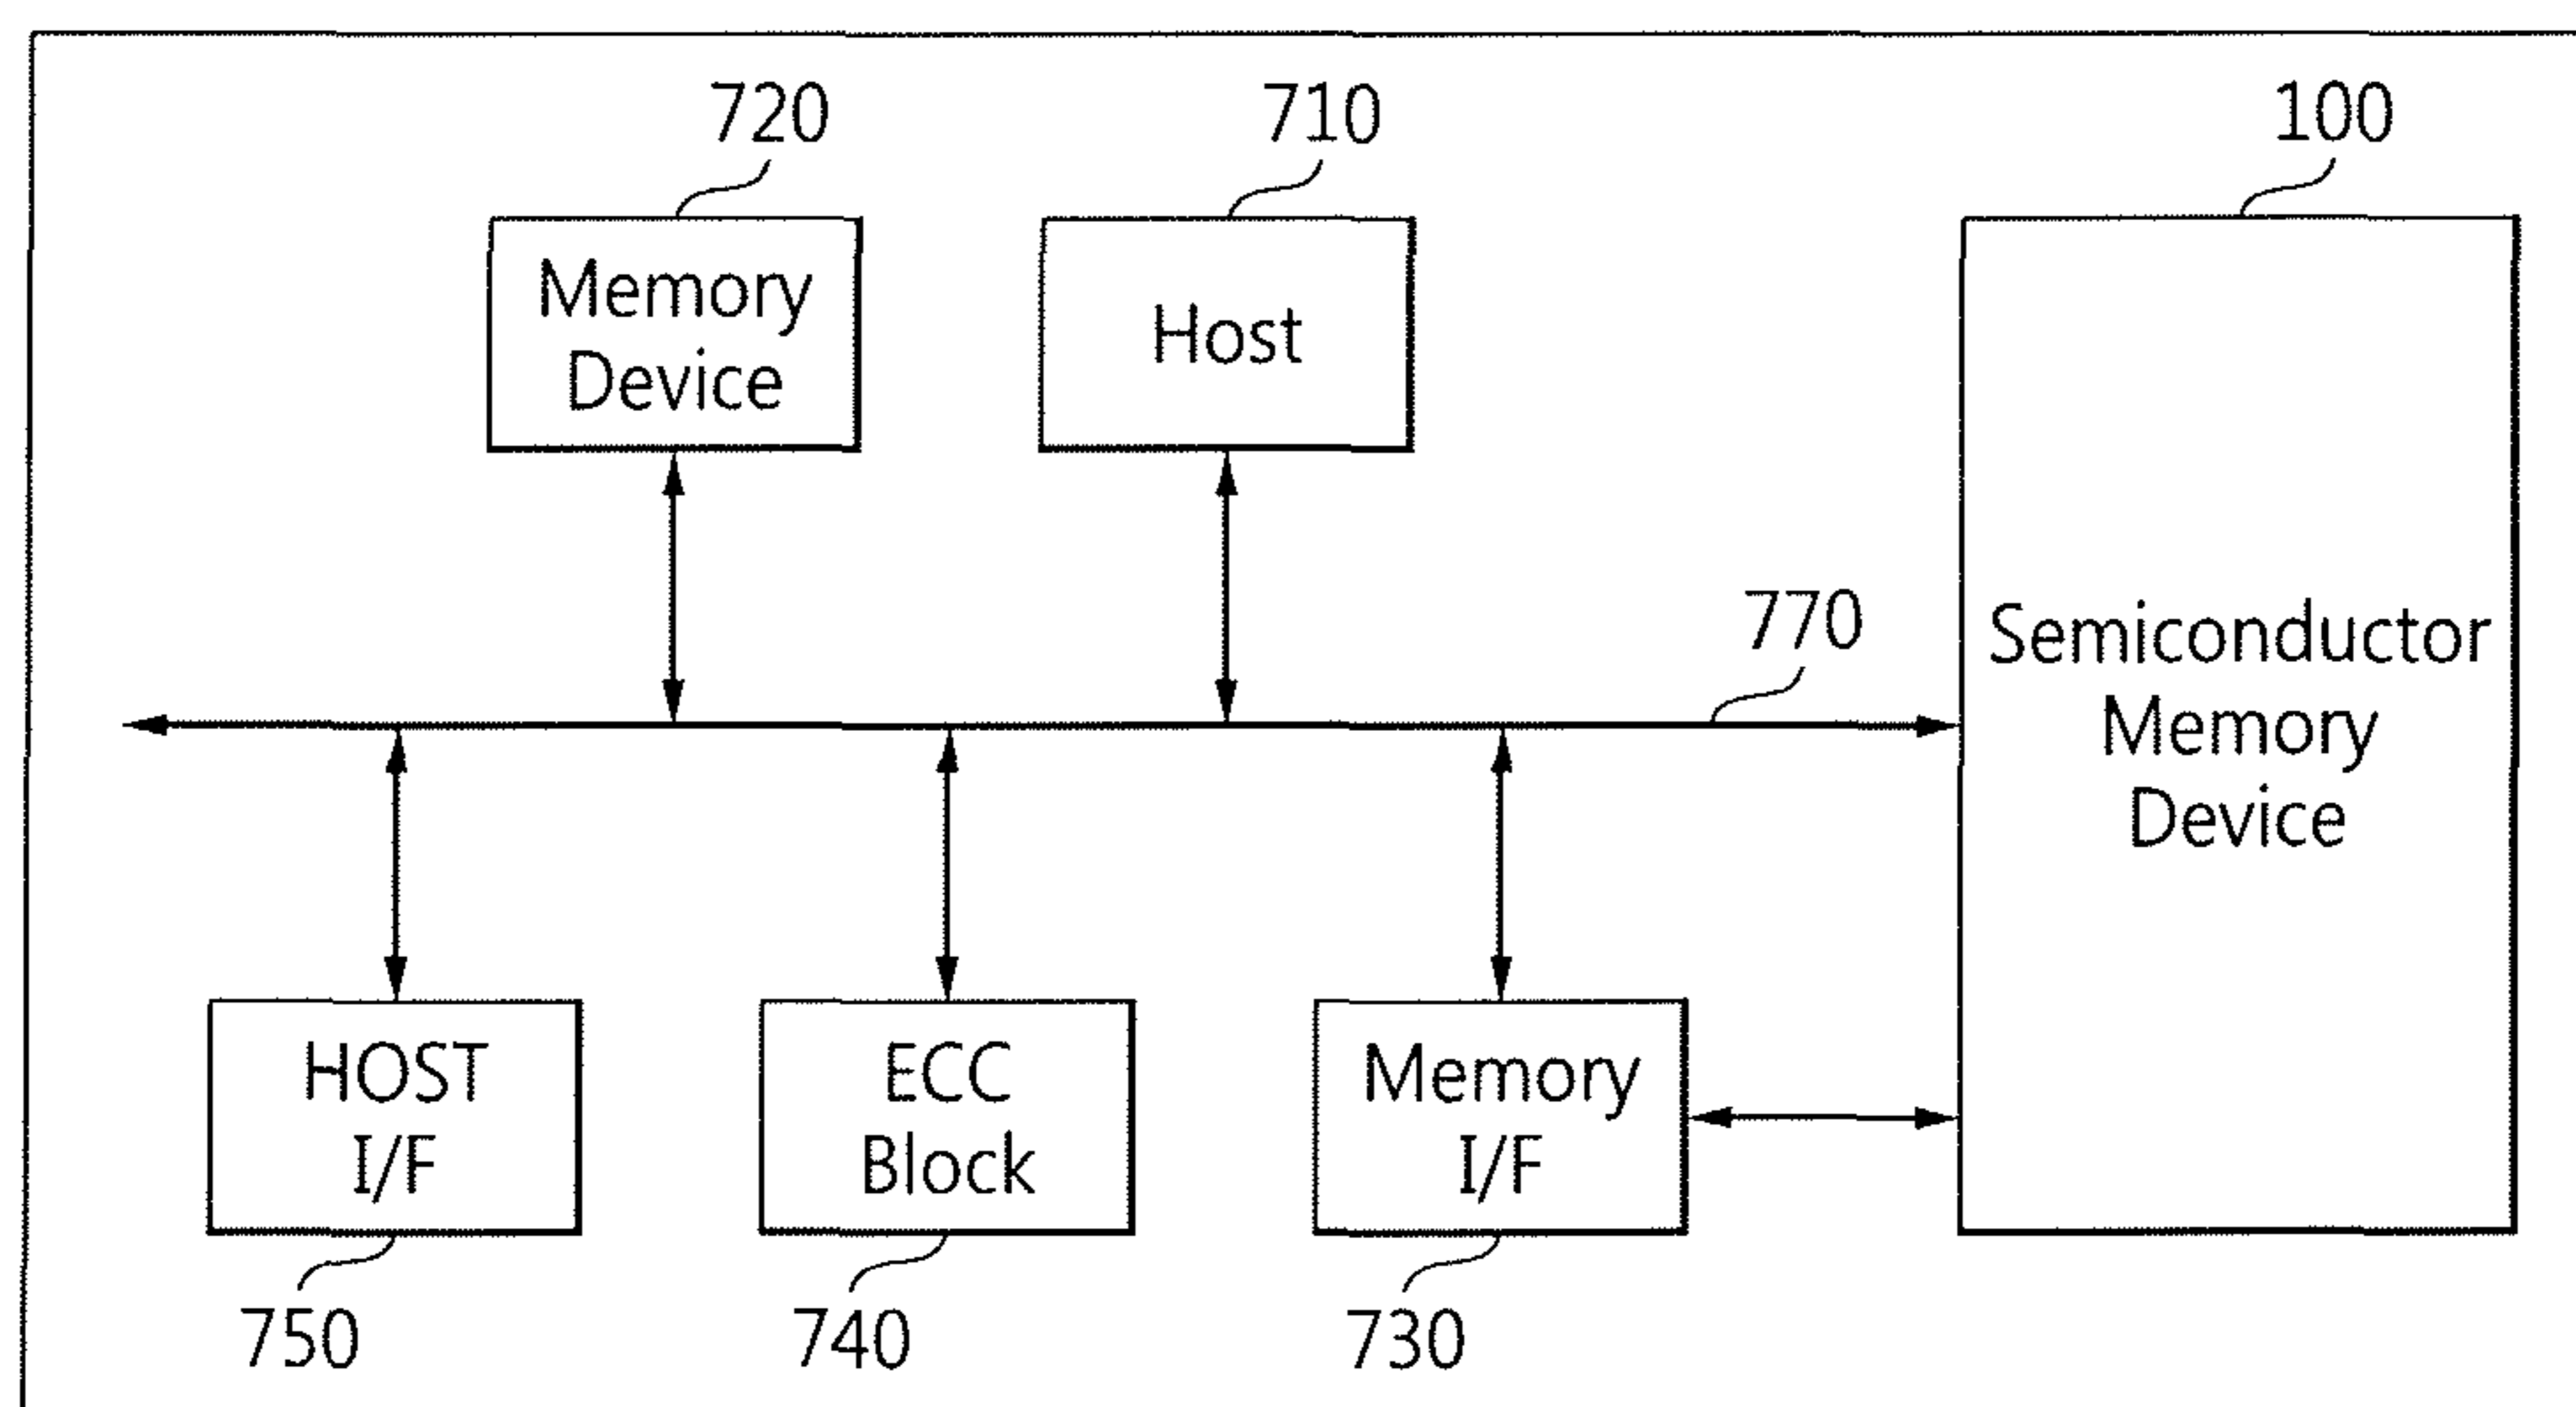 720
710
100
Memory
Device
Host
770
Semiconductor
Memory
Device
HOST
I/F
ECC
Block
Memory
I/F
750
740
730